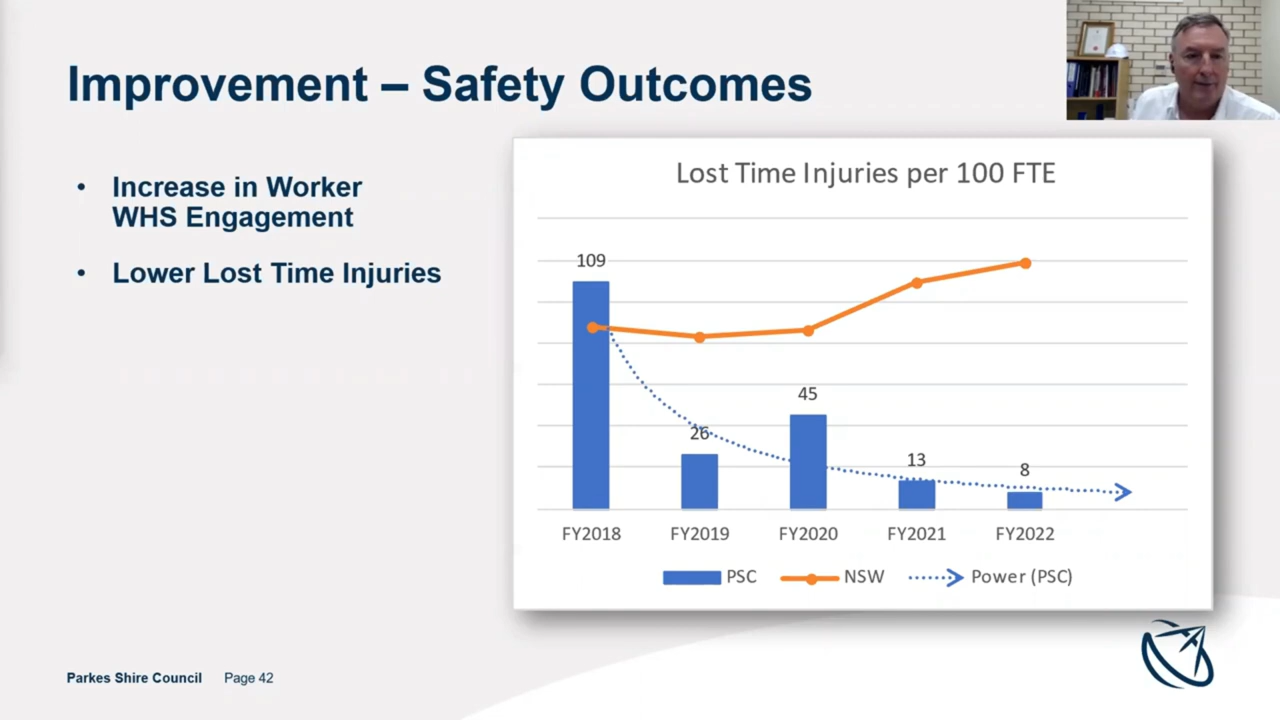 Improvement – Safety Outcomes
• Increase in Worker
WHS Engagement
• Lower Lost Time Injuries
Lost Time Injuries per 100 FTE
109
26
45
13
8
FY2018 FY2019 FY2020 FY2021 FY2022
PSC NSW Power (PSC)
Parkes Shire Council Page 42